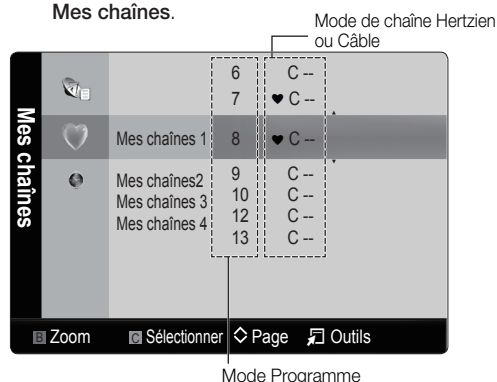 Mes chaînes.
Mode de chaîne Hertzien
ou Câble
Mes chaînes
6 C --
7 ♥ C --
Mes chaînes 1 8 ♥ C --
Mes chaînes2 9 C --
Mes chaînes 3 10 C --
Mes chaînes 4 12 C --
13 C --
B Zoom C Sélectionner Page Outils
Mode Programme